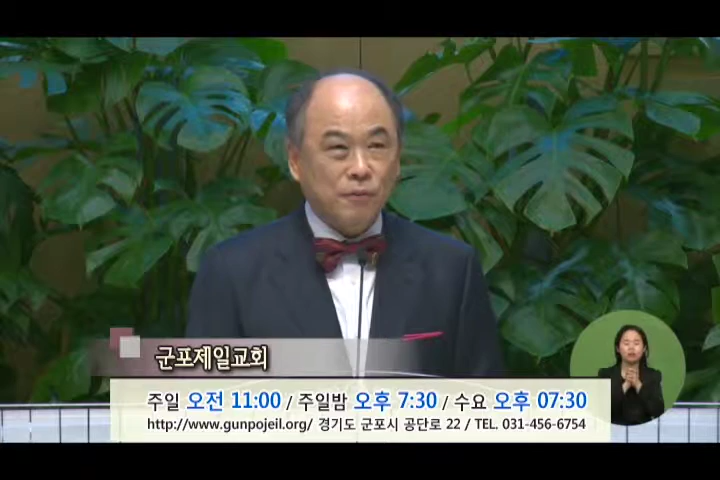 군포제일교회
주일 오전 11:00 / 주일밤 오후 7:30 / 수요 오후 07:30
http://www.gunpojeil.org/ 경기도 군포시 공단로 22 / TEL. 031-456-6754